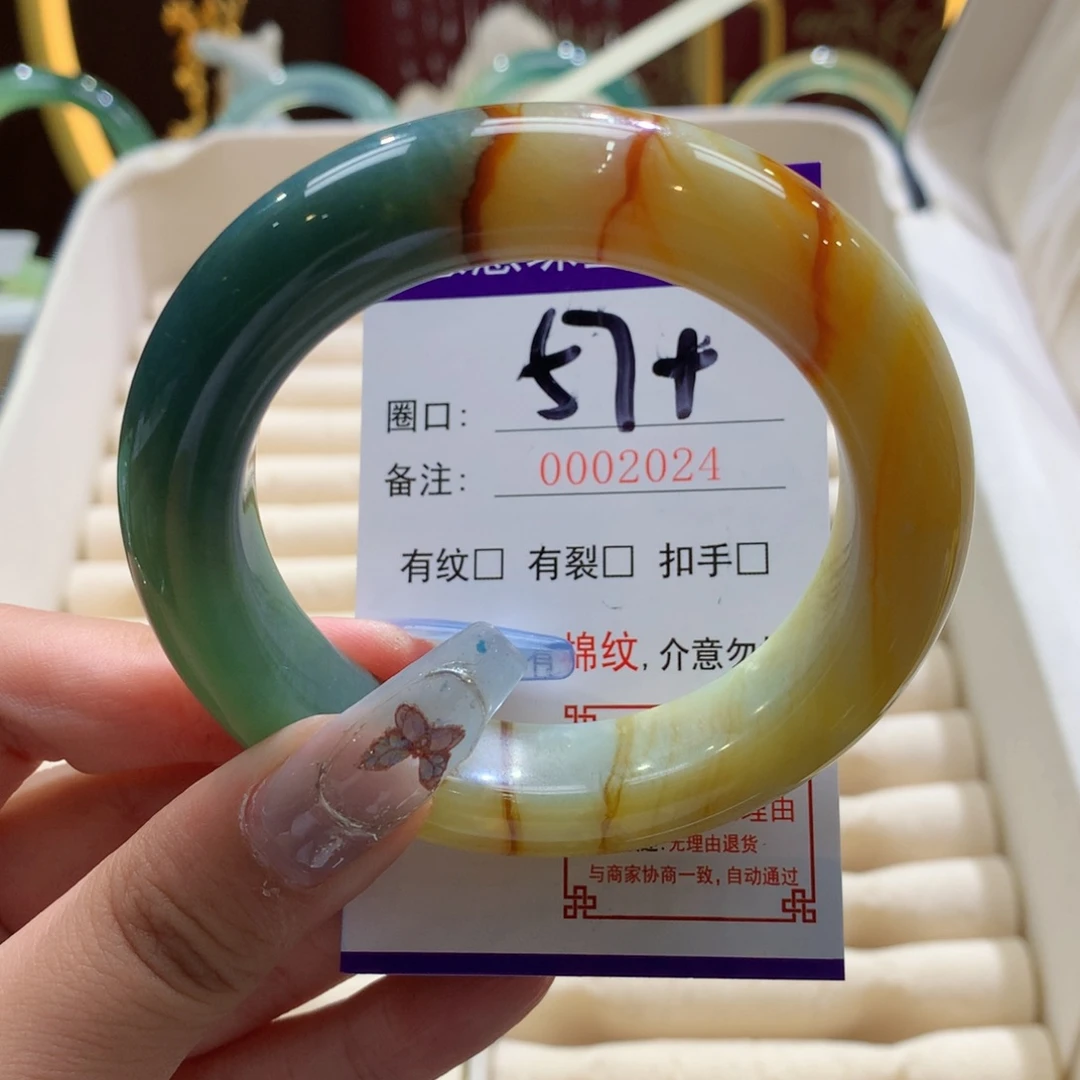 圈口: 57+
备注: 0002024
有纹□ 有裂□ 扣手□
棉纹, 介意勿
理由
无理由退货
与商家协商一致, 自动通过